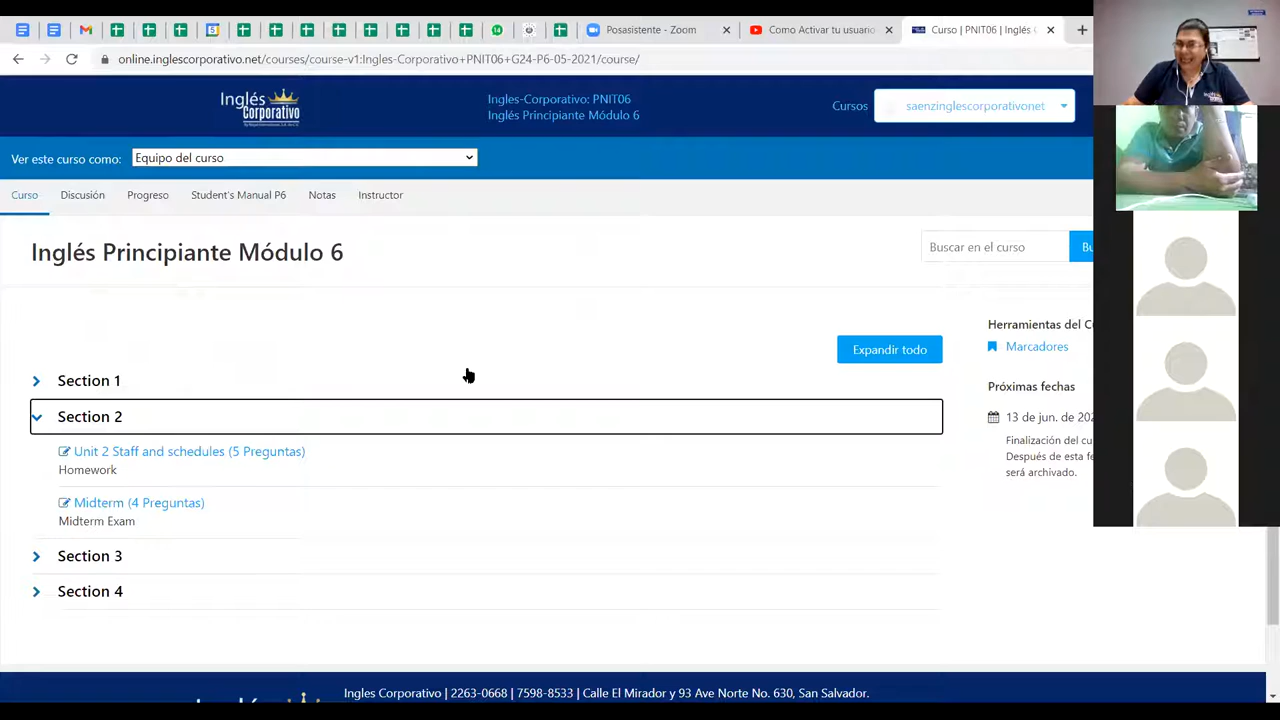 Posasistente - Zoom
Como Activar tu usuario
Curso | PNIT06 | Inglés
online.inglescorporativo.net/courses/course-v1:Ingles-Corporativo+PNIT06+G24-P6-05-2021/course/
Inglés
Corporativo
Ingles-Corporativo: PNIT06
Inglés Principiante Módulo 6
Cursos
saenzinglescorporativonet
Ver este curso como:
Equipo del curso
Curso
Discusión
Progreso
Student's Manual P6
Notas
Instructor
Inglés Principiante Módulo 6
Buscar en el curso
Bu
Expandir todo
Herramientas del C
Marcadores
Próximas fechas
13 de jun. de 202
Finalización del cu
Después de esta fe
será archivado.
Section 1
Section 2
Unit 2 Staff and schedules (5 Preguntas)
Homework
Midterm (4 Preguntas)
Midterm Exam
Section 3
Section 4
Ingles Corporativo | 2263-0668 | 7598-8533 | Calle El Mirador y 93 Ave Norte No. 630, San Salvador.